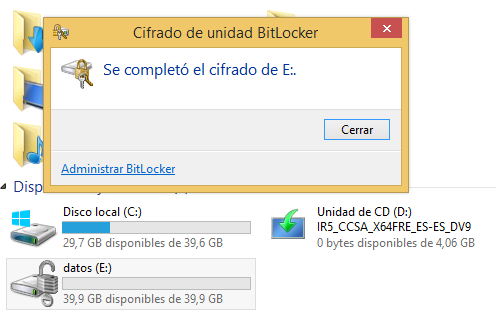 Cifrado de unidad BitLocker
Se completó el cifrado de E:.
Cerrar
Administrar BitLocker
Disco local (C:)
29,7 GB disponibles de 39,6 GB
Unidad de CD (D:)
IR5_CCSA_X64FRE_ES-ES_DV9
0 bytes disponibles de 4,06 GB
datos (E:)
39,9 GB disponibles de 39,9 GB